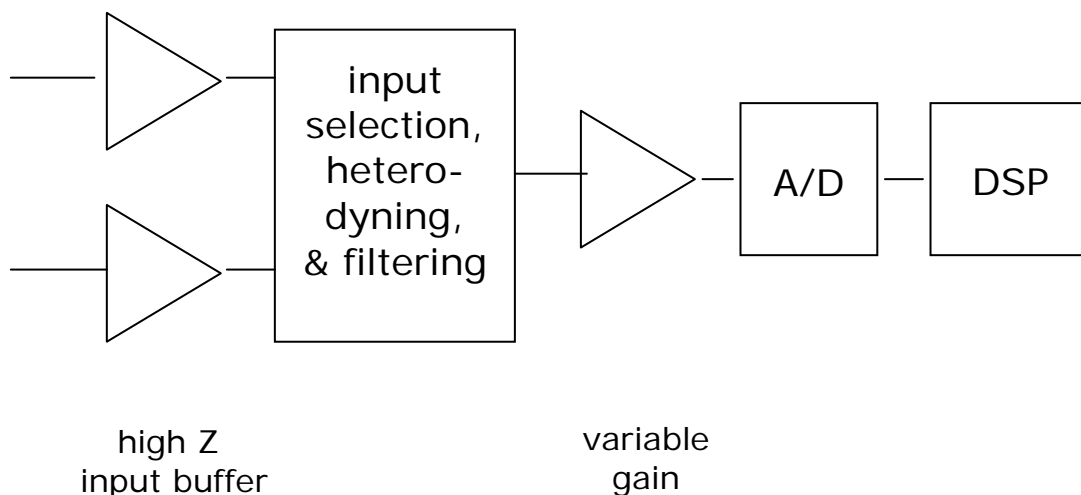 input
selection,
hetero-
dyning,
& filtering
A/D
DSP
high Z
input buffer
variable
gain